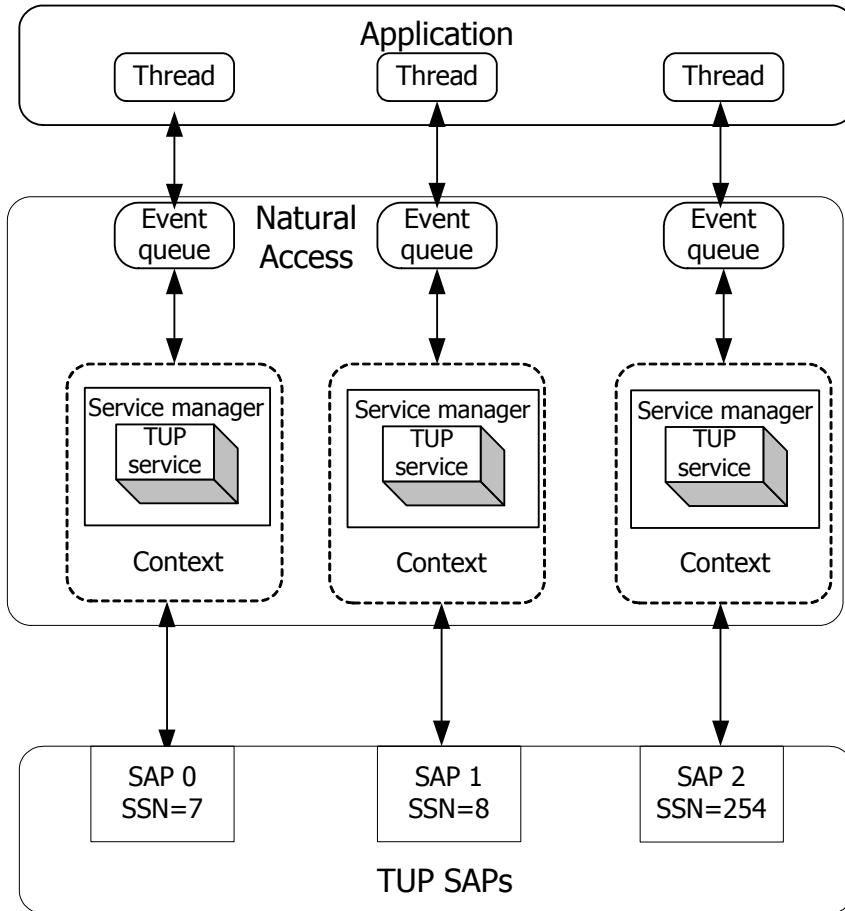 Application
Thread
Thread
Thread
Natural
Access
Event
queue
Event
queue
Event
queue
Service manager
TUP
service
Context
Service manager
TUP
service
Context
Service manager
TUP
service
Context
SAP 0
SSN=7
SAP 1
SSN=8
SAP 2
SSN=254
TUP SAPs